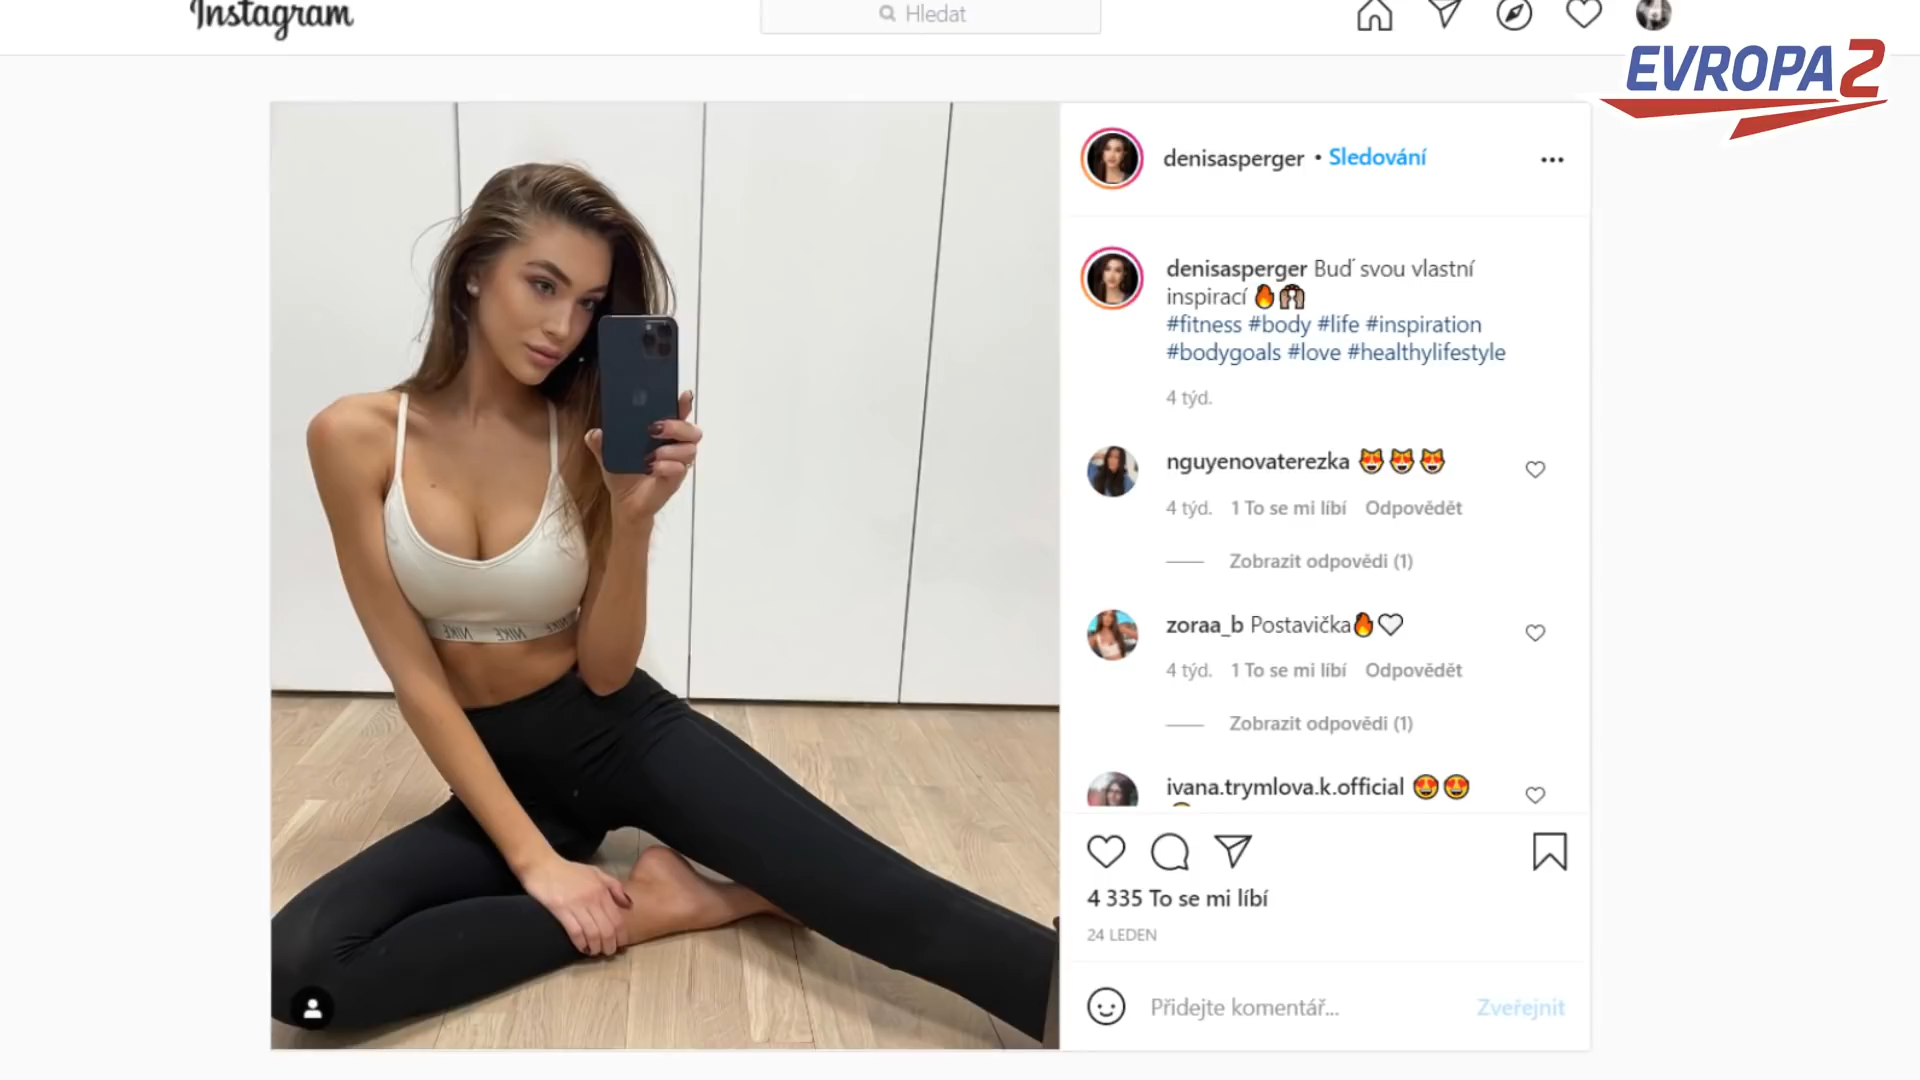 Instagram
Hledat
EVROPA 2
denisasperger • Sledování
denisasperger Buď svou vlastní
inspirací 🔥🙌🏽
#fitness #body #life #inspiration
#bodygoals #love #healthylifestyle
4 týd.
nguyenovaterezka 😻😻😻
4 týd. 1 To se mi líbí Odpovědět
Zobrazit odpovědi (1)
zoraa_b Postavička🔥🤍
4 týd. 1 To se mi líbí Odpovědět
Zobrazit odpovědi (1)
ivana.trymlova.k.official 😍😍
4 335 To se mi líbí
24 LEDEN
Přidejte komentář... Zveřejnit
NIKE NIKE NIKE